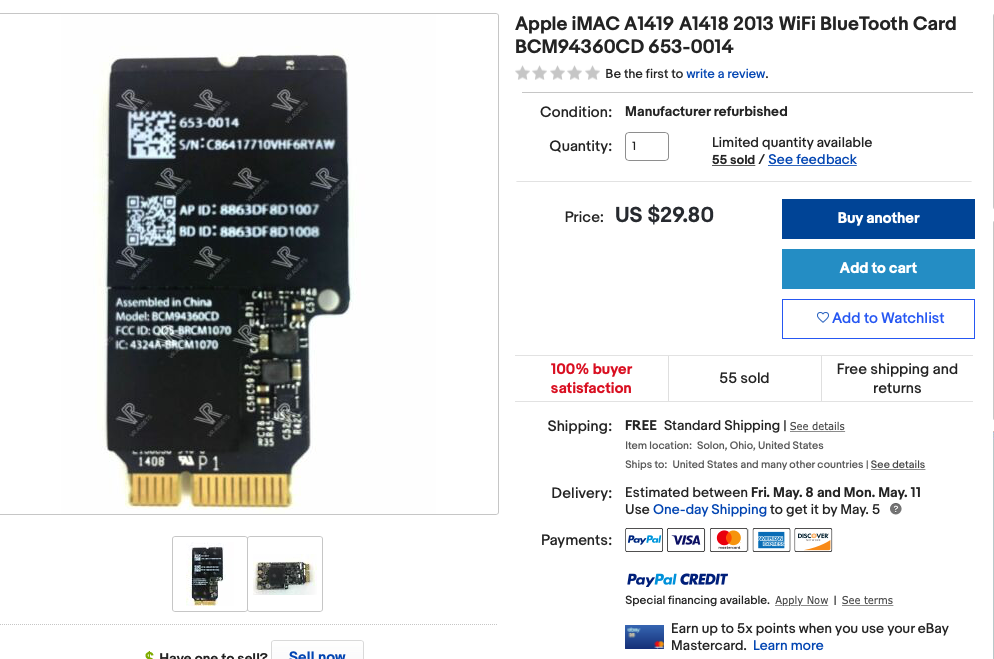 Apple iMAC A1419 A1418 2013 WiFi BlueTooth Card
BCM94360CD 653-0014
Be the first to write a review.
Condition: Manufacturer refurbished
Quantity: 1
Limited quantity available
55 sold / See feedback
Price: US $29.80
Buy another
Add to cart
Add to Watchlist
100% buyer
satisfaction
55 sold
Free shipping and
returns
Shipping: FREE Standard Shipping | See details
Item location: Solon, Ohio, United States
Ships to: United States and many other countries | See details
Delivery: Estimated between Fri. May. 8 and Mon. May. 11
Use One-day Shipping to get it by May. 5
Payments: PayPal VISA mastercard AMERICAN EXPRESS DISCOVER
PayPal CREDIT
Special financing available. Apply Now | See terms
Earn up to 5x points when you use your eBay
Mastercard. Learn more
653-0014
S/N: C86417710VHF6RYAW
AP ID: 8863DF8D1007
BD ID: 8863DF8D1008
Assembled in China
Model: BCM94360CD
FCC ID: QDS-BRCM1070
IC: 4324A-BRCM1070
1408 P1
VR ASSETS
Have one to sell? Sell now